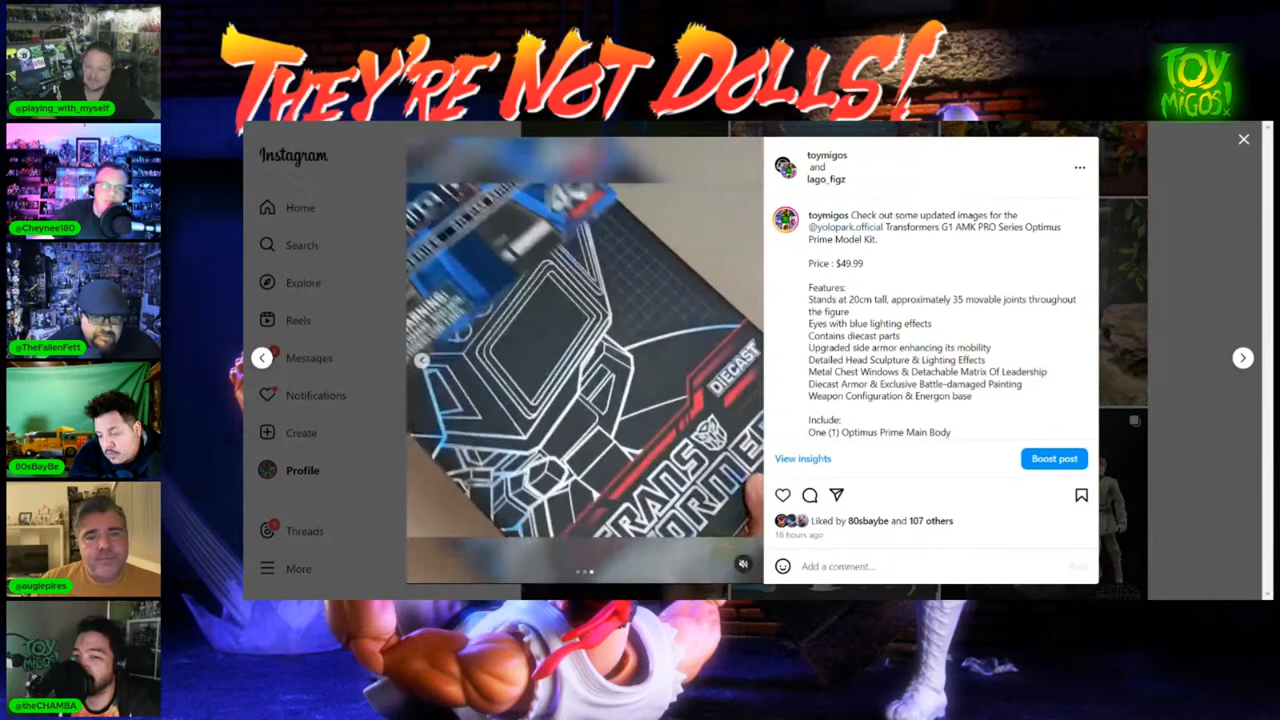 THEY'RE NOT DOLLS!
TOY
MIGOS!
@playing_with_myself
@Cheynee180
@TheFallenFett
80sBayBe
@augiepires
TOY
MIGOS
@theCHAMBA
Instagram
Home
Search
Explore
Reels
Messages
Notifications
Create
Profile
Threads
More
DIECAST
TRANS
FORMER
toymigos
and
lago_figz
toymigos Check out some updated images for the
@yolopark.official Transformers G1 AMK PRO Series Optimus
Prime Model Kit.
Price : $49.99
Features:
Stands at 20cm tall, approximately 35 movable joints throughout
the figure
Eyes with blue lighting effects
Contains diecast parts
Upgraded side armor enhancing its mobility
Detailed Head Sculpture & Lighting Effects
Metal Chest Windows & Detachable Matrix Of Leadership
Diecast Armor & Exclusive Battle-damaged Painting
Weapon Configuration & Energon base
Include:
One (1) Optimus Prime Main Body
View insights
Boost post
Liked by 80sbaybe and 107 others
16 hours ago
Add a comment...